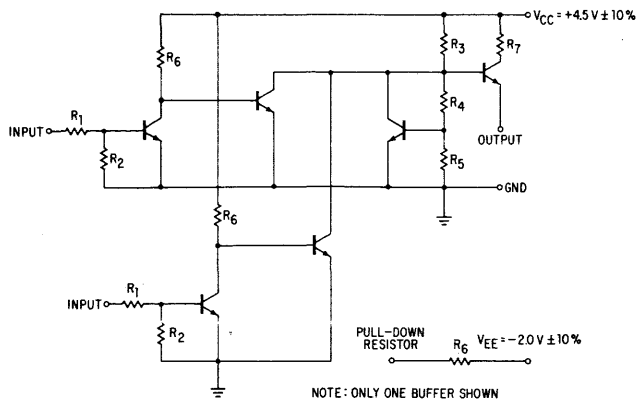 V_CC = +4.5 V ± 10%
R6
R3
R7
R1
R4
INPUT
R2
R5
OUTPUT
GND
R6
R1
INPUT
R2
PULL-DOWN
RESISTOR
R6
V_EE = -2.0 V ± 10%
NOTE: ONLY ONE BUFFER SHOWN